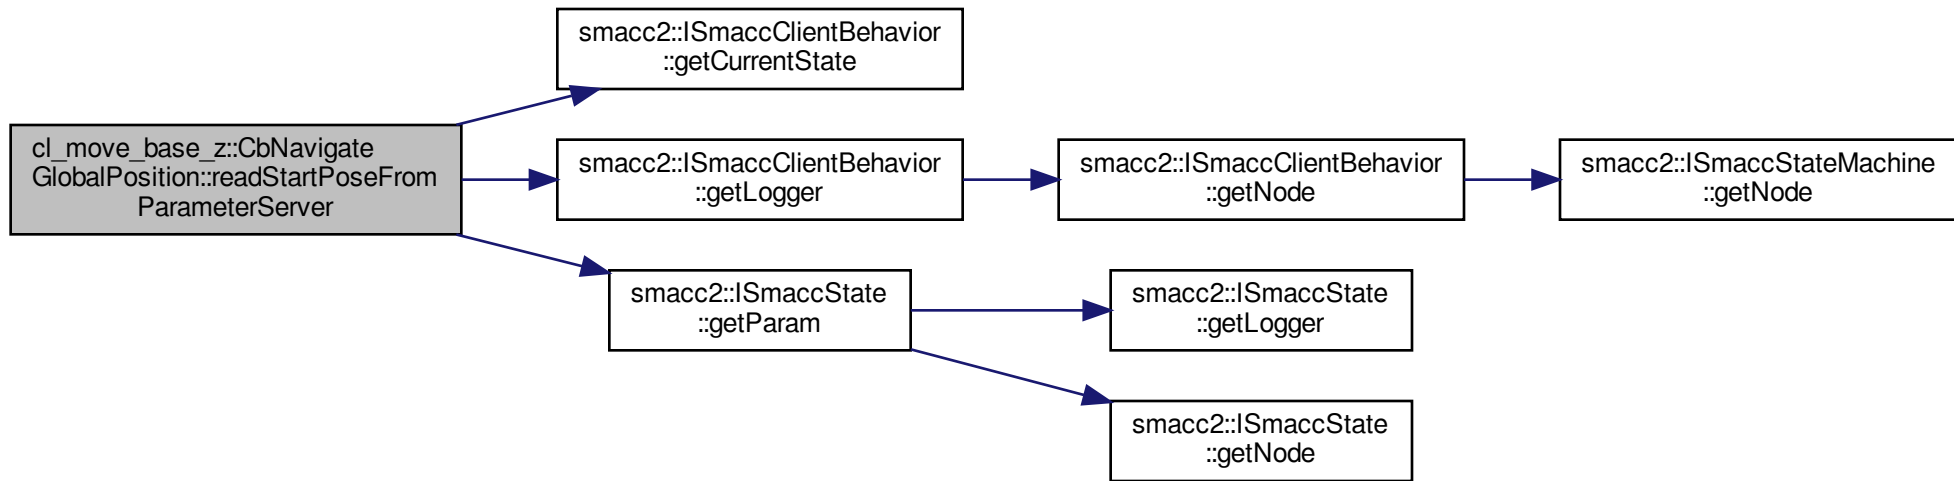 smacc2::ISmaccClientBehavior
::getCurrentState
cl_move_base_z::CbNavigate
GlobalPosition::readStartPoseFrom
ParameterServer
smacc2::ISmaccClientBehavior
::getLogger
smacc2::ISmaccClientBehavior
::getNode
smacc2::ISmaccStateMachine
::getNode
smacc2::ISmaccState
::getParam
smacc2::ISmaccState
::getLogger
smacc2::ISmaccState
::getNode